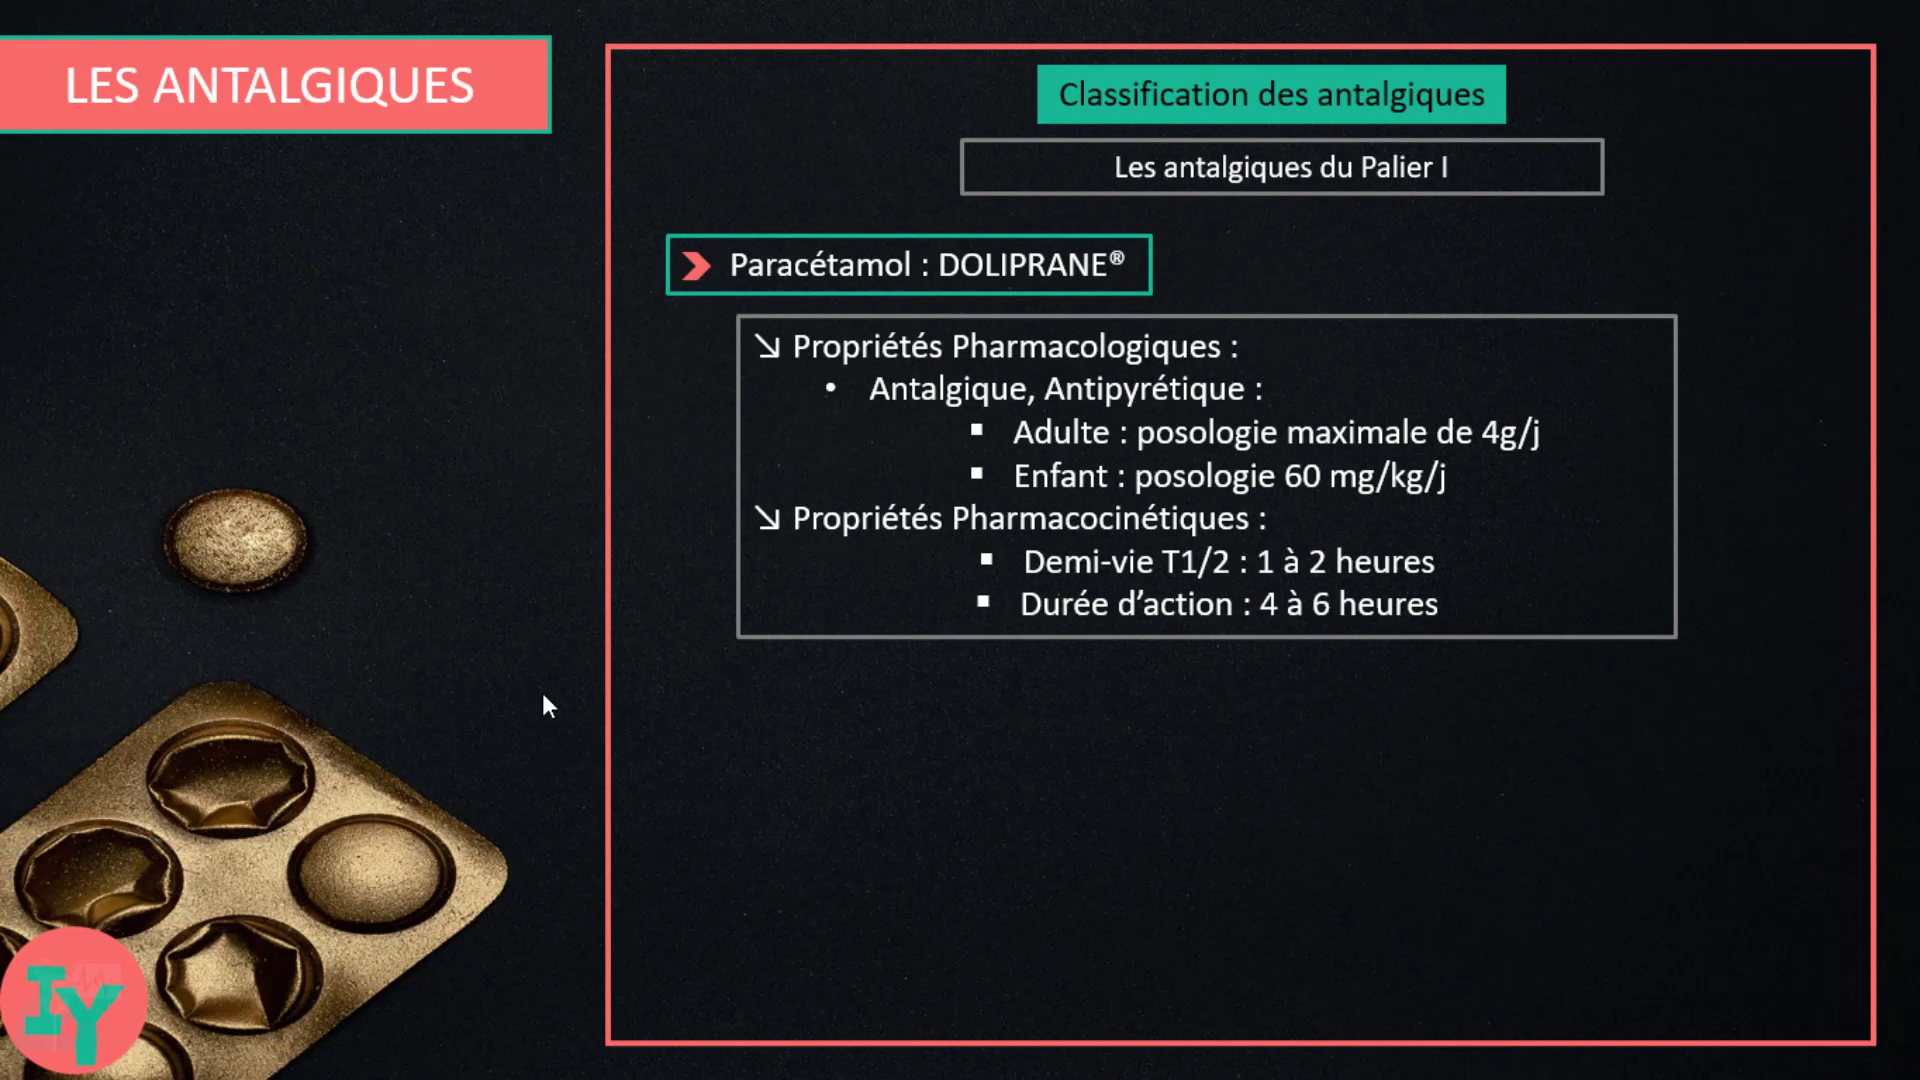 LES ANTALGIQUES
Classification des antalgiques
Les antalgiques du Palier I
Paracétamol : DOLIPRANE®
↘ Propriétés Pharmacologiques :
• Antalgique, Antipyrétique :
▪ Adulte : posologie maximale de 4g/j
▪ Enfant : posologie 60 mg/kg/j
↘ Propriétés Pharmacocinétiques :
▪ Demi-vie T1/2 : 1 à 2 heures
▪ Durée d’action : 4 à 6 heures
IY